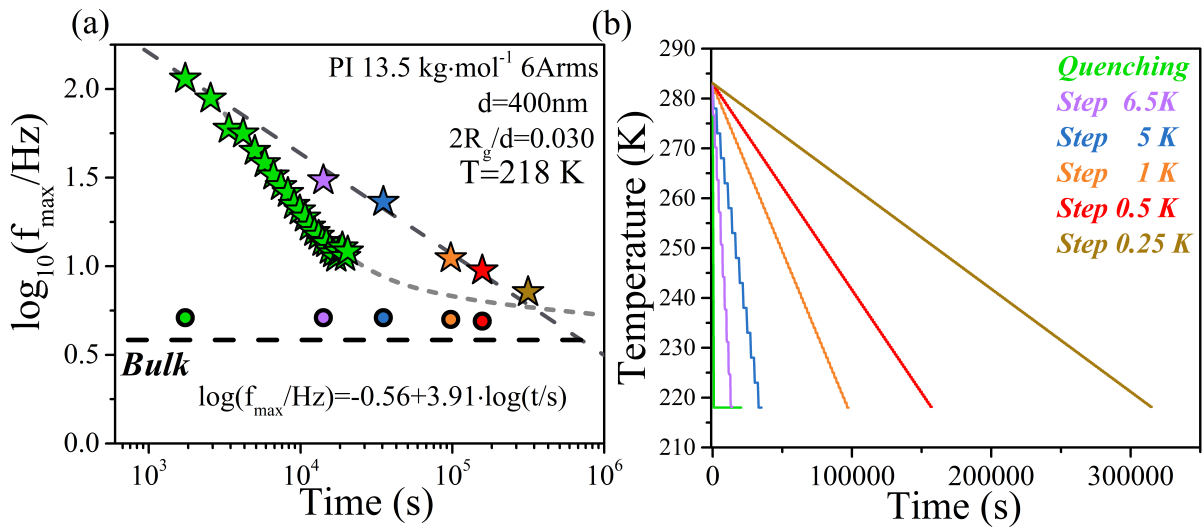 (a)
PI 13.5 kg·mol⁻¹ 6Arms
d=400nm
2R_g/d=0.030
T=218 K
log₁₀(f_max/Hz)
2.0
1.5
1.0
0.5
0.0
Bulk
log(f_max/Hz)=-0.56+3.91·log(t/s)
10³
10⁴
10⁵
10⁶
Time (s)
(b)
Quenching
Step 6.5K
Step 5 K
Step 1 K
Step 0.5 K
Step 0.25 K
Temperature (K)
290
280
270
260
250
240
230
220
210
0
100000
200000
300000
Time (s)